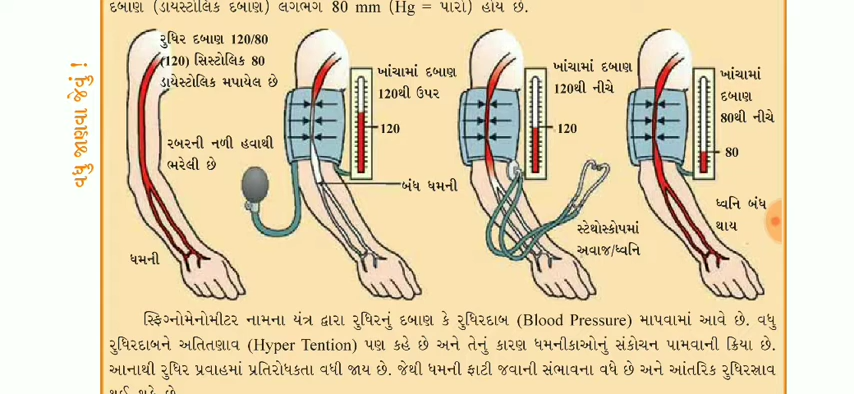 દબાણ (ડાયસ્ટોલિક દબાણ) લગભગ 80 mm (Hg = પારો) હોય છે.
વધુ જાણવા જેવું !
રુધિર દબાણ 120/80
(120) સિસ્ટોલિક 80
ડાયેસ્ટોલિક મપાયેલ છે
રબરની નળી હવાથી
ભરેલી છે
ધમની
ખાંચામાં દબાણ
120થી ઉપર
120
બંધ ધમની
ખાંચામાં દબાણ
120થી નીચે
120
સ્ટેથોસ્કોપમાં
અવાજ/ધ્વનિ
ખાંચામાં
દબાણ
80થી નીચે
80
ધ્વનિ બંધ
થાય
સ્ફિગ્નોમેનોમીટર નામના યંત્ર દ્વારા રુધિરનું દબાણ કે રુધિરદાબ (Blood Pressure) માપવામાં આવે છે. વધુ
રુધિરદાબને અતિતણાવ (Hyper Tention) પણ કહે છે અને તેનું કારણ ધમનીકાઓનું સંકોચન પામવાની ક્રિયા છે.
આનાથી રુધિર પ્રવાહમાં પ્રતિરોધકતા વધી જાય છે. જેથી ધમની ફાટી જવાની સંભાવના વધે છે અને આંતરિક રુધિરસ્ત્રાવ